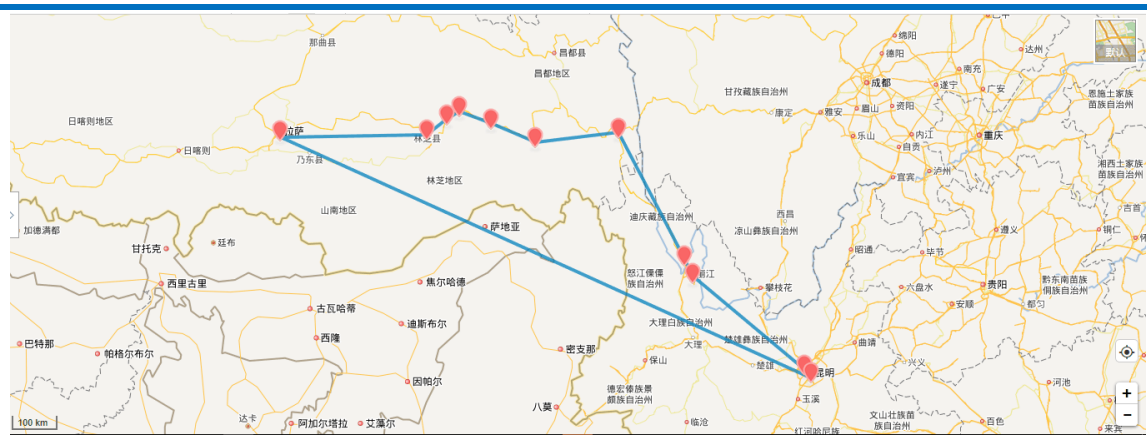 巴中
绵阳
那曲县
达州
昌都县
德阳
默认
南充
昌都地区
成都
遂宁
广安
恩施土家族
苗族自治州
甘孜藏族自治州
眉山
资阳
康定
雅安
日喀则地区
拉萨
林芝县
乐山
内江
重庆
自贡
日喀则
乃东县
湘西土家族
苗族自治州
泸州
林芝地区
宜宾
吉首
山南地区
迪庆藏族自治州
西昌
加德满都
萨地亚
凉山彝族自治州
遵义
铜仁
廷布
甘托克
昭通
毕节
怀
怒江傈僳
族自治州
丽江
黔东南苗族
侗族自治州
西里古里
焦尔哈德
攀枝花
六盘水
贵阳
安顺
都匀
古瓦哈蒂
迪斯布尔
大理白族自治州
西隆
楚雄彝族自治州
曲靖
巴特那
大理
帕格尔布尔
密支那
保山
楚雄
昆明
兴义
因帕尔
德宏傣族景
颇族自治州
玉溪
河池
八莫
达卡
文山壮族苗
族自治州
100 km
阿加尔塔拉
艾藻尔
临沧
百色
红河哈尼族
来宾
+
−